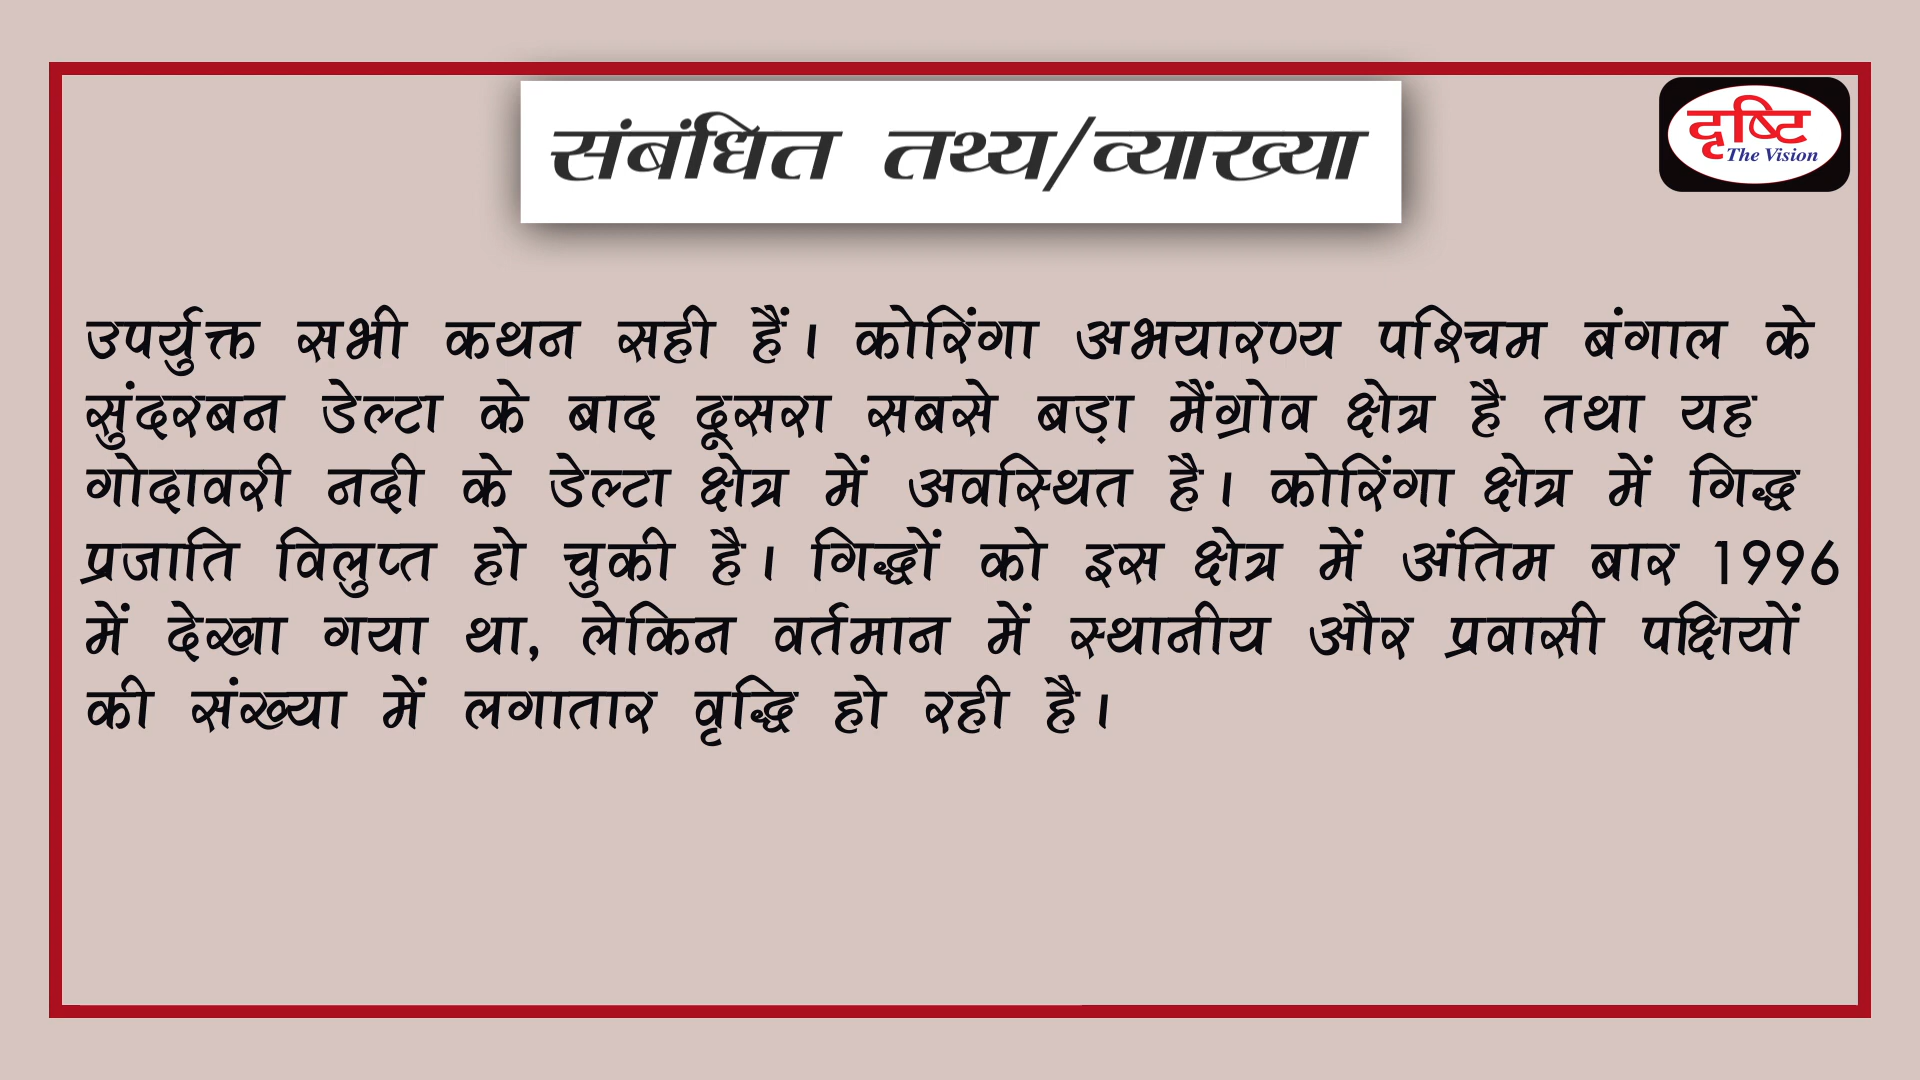 संबंधित तथ्य/व्याख्या
दृष्टि
The Vision
उपर्युक्त सभी कथन सही हैं। कोरिंगा अभयारण्य पश्चिम बंगाल के
सुंदरबन डेल्टा के बाद दूसरा सबसे बड़ा मैंग्रोव क्षेत्र है तथा यह
गोदावरी नदी के डेल्टा क्षेत्र में अवस्थित है। कोरिंगा क्षेत्र में गिद्ध
प्रजाति विलुप्त हो चुकी है। गिद्धों को इस क्षेत्र में अंतिम बार 1996
में देखा गया था, लेकिन वर्तमान में स्थानीय और प्रवासी पक्षियों
की संख्या में लगातार वृद्धि हो रही है।